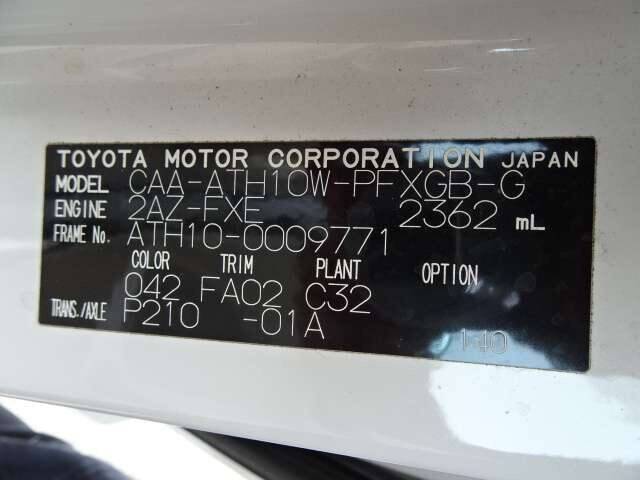 TOYOTA MOTOR CORPORATION JAPAN
MODEL CAA-ATH10W-PFXGB-G
ENGINE 2AZ-FXE 2362 mL
FRAME No. ATH10-0009771
COLOR TRIM PLANT OPTION
042 FA02 C32
TRANS./AXLE P210 -01A
140